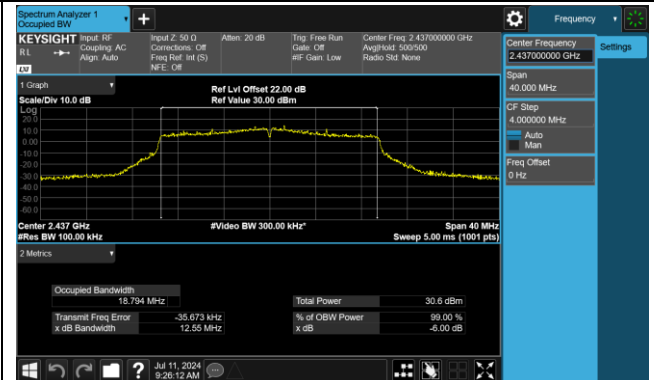 Spectrum Analyzer 1
Occupied BW
+
Frequency
KEYSIGHT
RL
Input: RF
Coupling: AC
Align: Auto
Input Z: 50 Ω
Corrections: Off
Freq Ref: Int (S)
NFE: Off
Atten: 20 dB
Trig: Free Run
Gate: Off
#IF Gain: Low
Center Freq: 2.437000000 GHz
Avg|Hold: 500/500
Radio Std: None
Center Frequency
2.437000000 GHz
Settings
Span
40.000 MHz
CF Step
4.000000 MHz
Auto
Man
Freq Offset
0 Hz
1 Graph
Scale/Div 10.0 dB
Ref Lvl Offset 22.00 dB
Ref Value 30.00 dBm
Log
20.0
10.0
0.00
-10.0
-20.0
-30.0
-40.0
-50.0
-60.0
Center 2.437 GHz
#Video BW 300.00 kHz*
Span 40 MHz
#Res BW 100.00 kHz
Sweep 5.00 ms (1001 pts)
2 Metrics
Occupied Bandwidth
18.794 MHz
Total Power 30.6 dBm
Transmit Freq Error -35.673 kHz
% of OBW Power 99.00 %
x dB Bandwidth 12.55 MHz
x dB -6.00 dB
?
Jul 11, 2024
9:26:12 AM